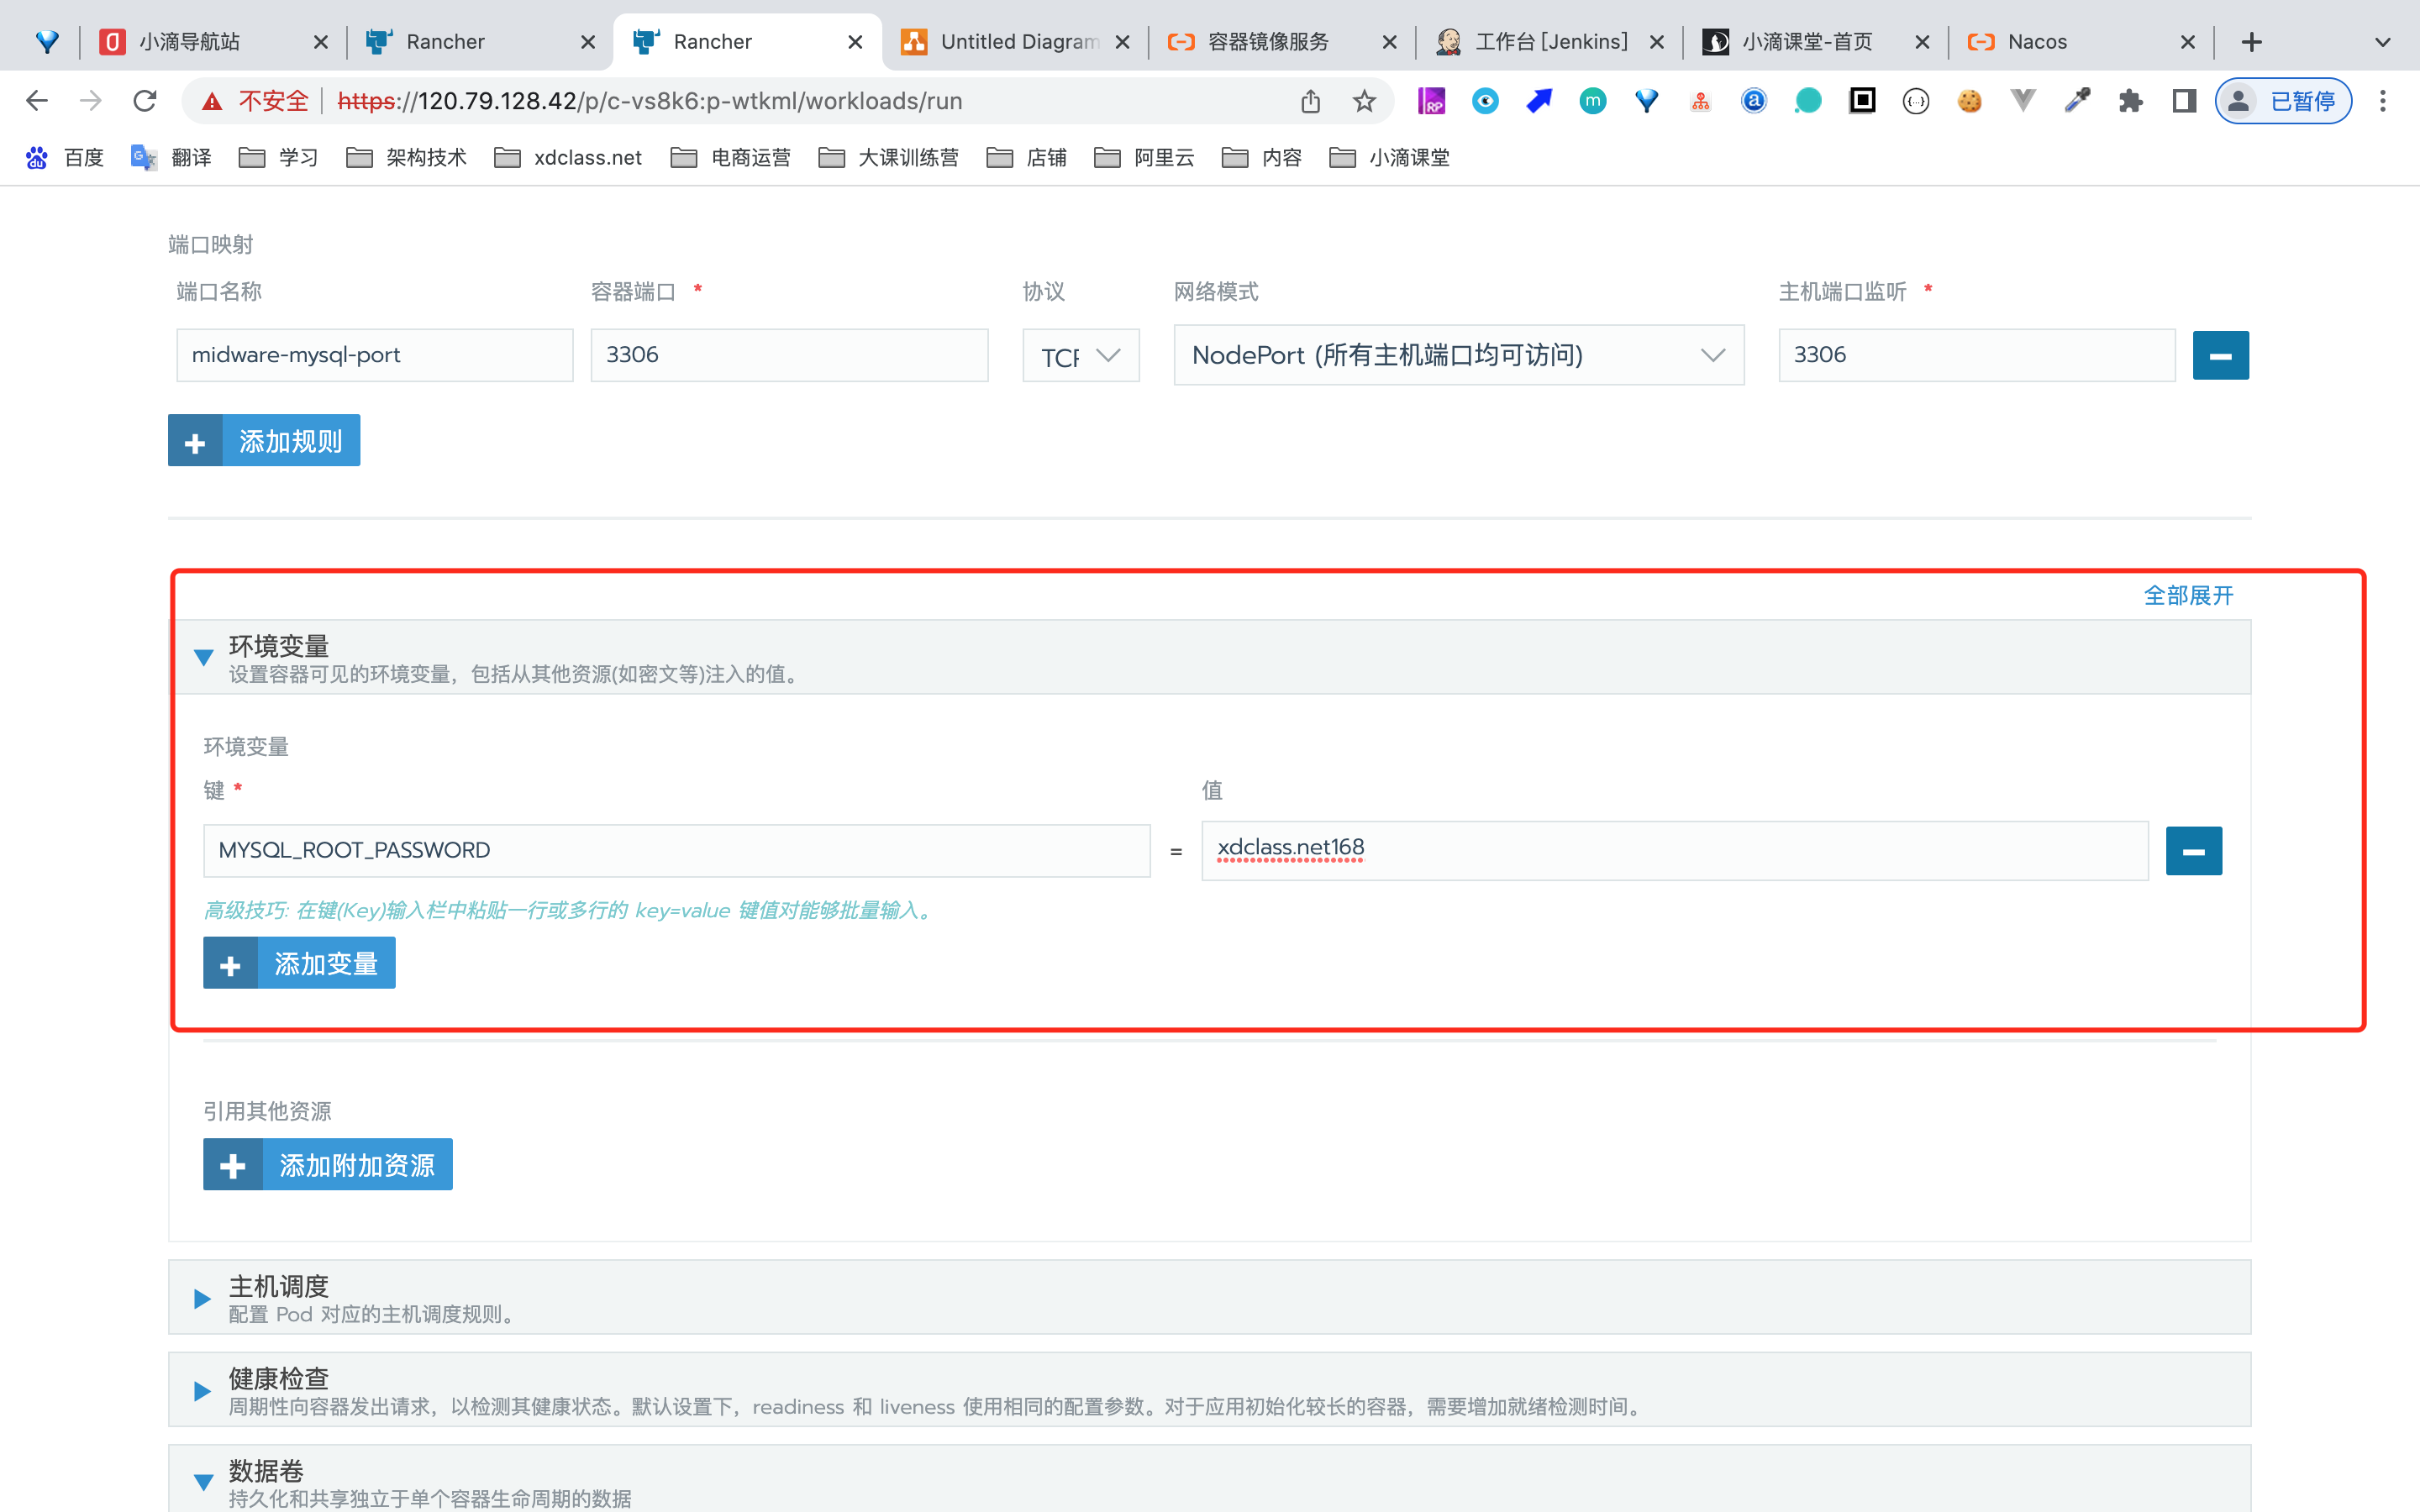 小滴导航站
Rancher
Rancher
Untitled Diagram
容器镜像服务
工作台 [Jenkins]
小滴课堂-首页
Nacos
不安全
https://120.79.128.42/p/c-vs8k6:p-wtkml/workloads/run
已暂停
百度
翻译
学习
架构技术
xdclass.net
电商运营
大课训练营
店铺
阿里云
内容
小滴课堂
端口映射
端口名称
容器端口 *
协议
网络模式
主机端口监听 *
midware-mysql-port
3306
TCP
NodePort (所有主机端口均可访问)
3306
添加规则
全部展开
环境变量
设置容器可见的环境变量，包括从其他资源(如密文等)注入的值。
环境变量
键 *
值
MYSQL_ROOT_PASSWORD
=
xdclass.net168
高级技巧: 在键(Key)输入栏中粘贴一行或多行的 key=value 键值对能够批量输入。
添加变量
引用其他资源
添加附加资源
主机调度
配置 Pod 对应的主机调度规则。
健康检查
周期性向容器发出请求，以检测其健康状态。默认设置下，readiness 和 liveness 使用相同的配置参数。对于应用初始化较长的容器，需要增加就绪检测时间。
数据卷
持久化和共享独立于单个容器生命周期的数据